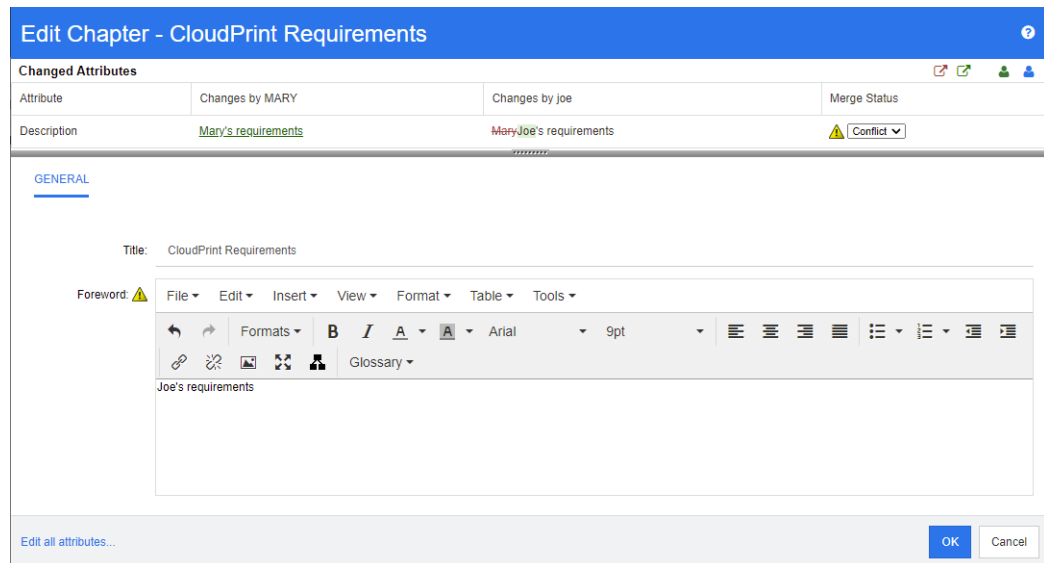 Edit Chapter - CloudPrint Requirements
Changed Attributes
Attribute Changes by MARY Changes by joe Merge Status
Description Mary's requirements MaryJoe's requirements Conflict
GENERAL
Title: CloudPrint Requirements
Foreword: File Edit Insert View Format Table Tools
Formats B I A A Arial 9pt
Glossary
Joe's requirements
Edit all attributes... OK Cancel